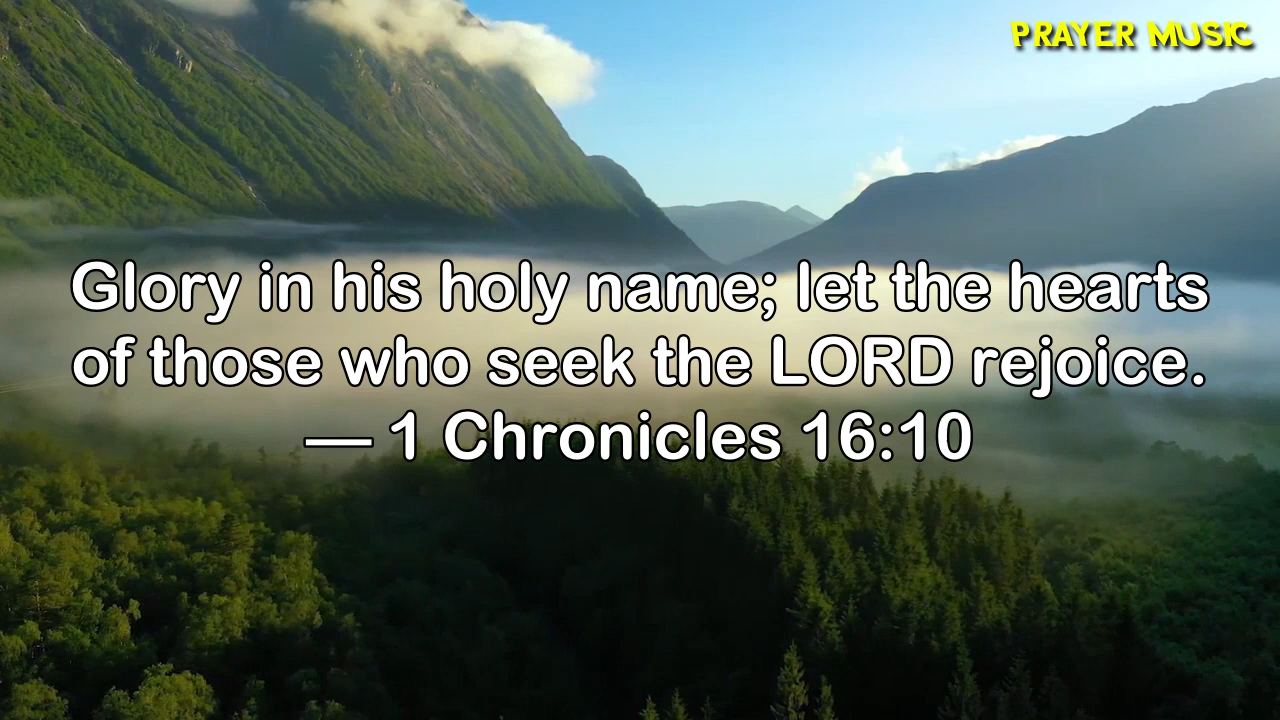 PRAYER MUSIC
Glory in his holy name; let the hearts
of those who seek the LORD rejoice.
— 1 Chronicles 16:10